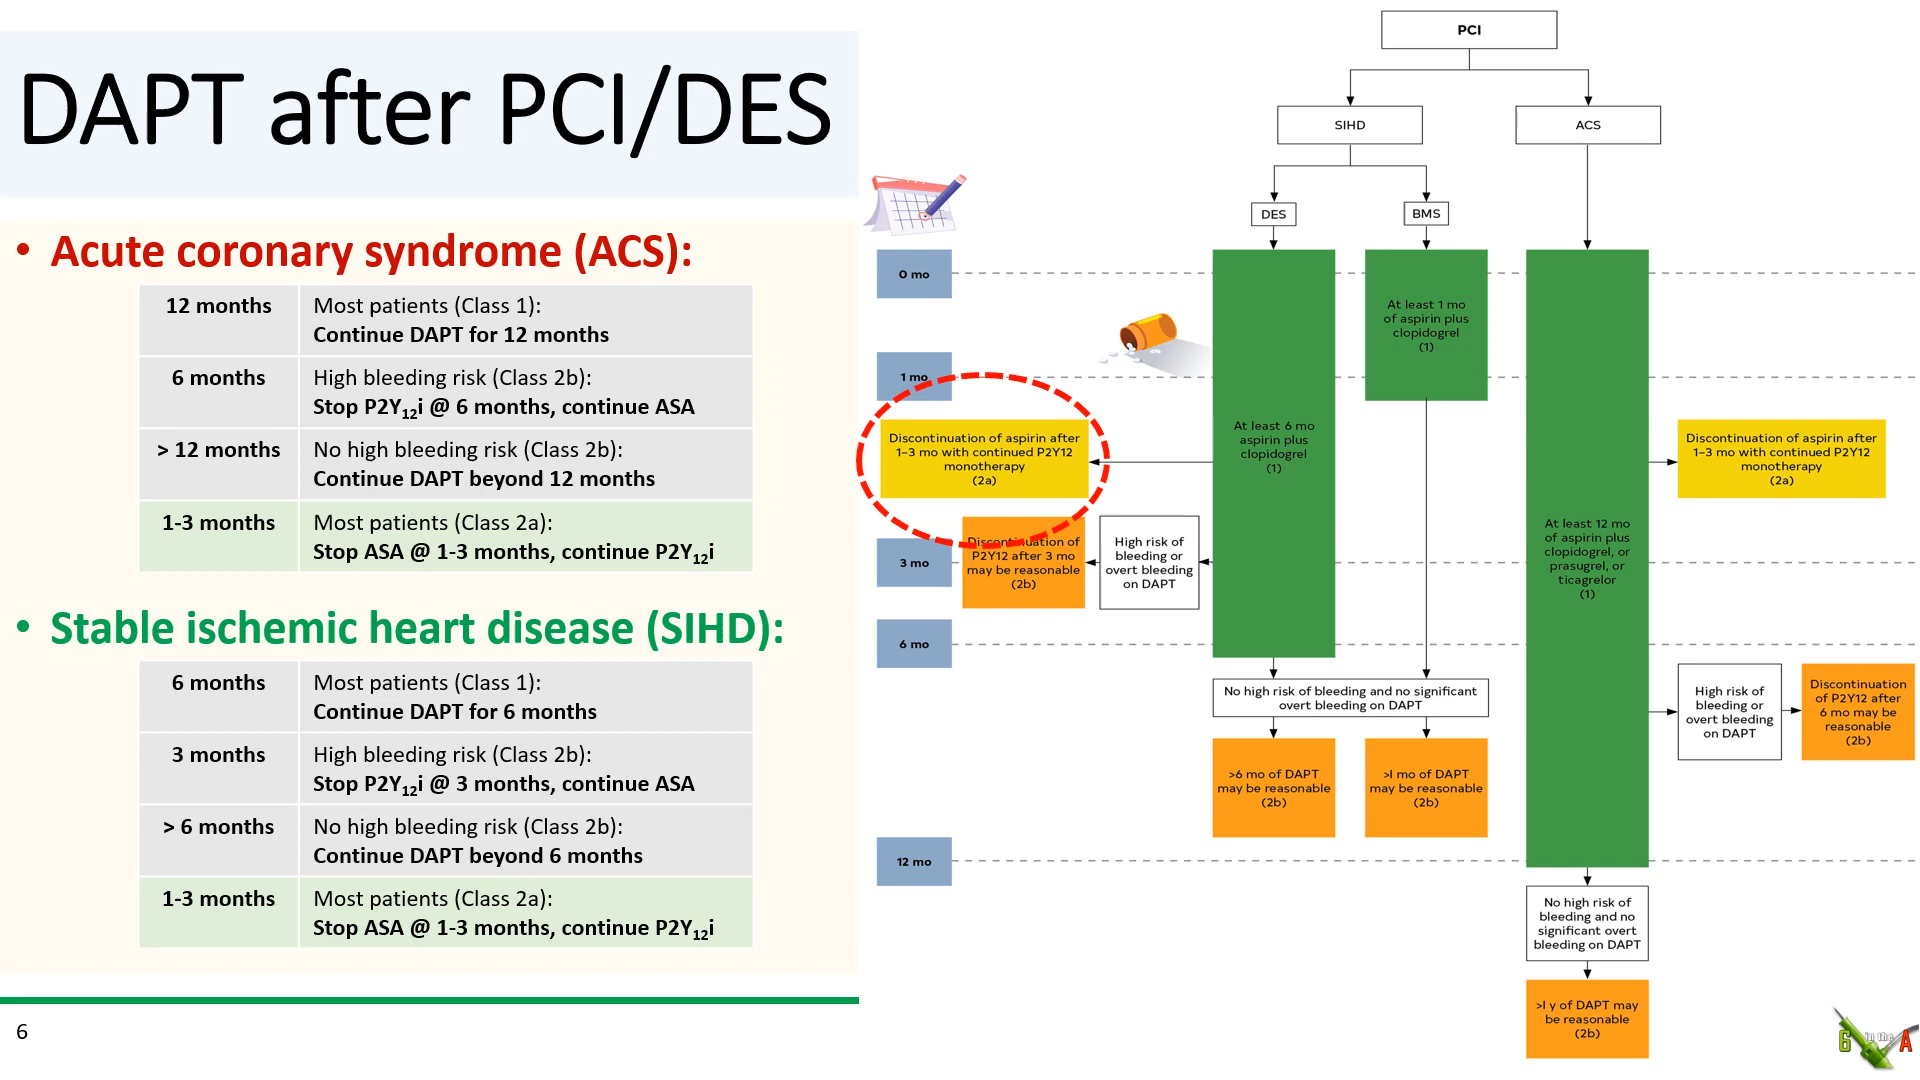 DAPT after PCI/DES
• Acute coronary syndrome (ACS):
12 months
Most patients (Class 1):
Continue DAPT for 12 months
6 months
High bleeding risk (Class 2b):
Stop P2Y12i @ 6 months, continue ASA
> 12 months
No high bleeding risk (Class 2b):
Continue DAPT beyond 12 months
1-3 months
Most patients (Class 2a):
Stop ASA @ 1-3 months, continue P2Y12i
• Stable ischemic heart disease (SIHD):
6 months
Most patients (Class 1):
Continue DAPT for 6 months
3 months
High bleeding risk (Class 2b):
Stop P2Y12i @ 3 months, continue ASA
> 6 months
No high bleeding risk (Class 2b):
Continue DAPT beyond 6 months
1-3 months
Most patients (Class 2a):
Stop ASA @ 1-3 months, continue P2Y12i
6
PCI
SIHD
ACS
DES
BMS
0 mo
1 mo
3 mo
6 mo
12 mo
Discontinuation of aspirin after
1–3 mo with continued P2Y12
monotherapy
(2a)
Discontinuation of
P2Y12 after 3 mo
may be reasonable
(2b)
High risk of
bleeding or
overt bleeding
on DAPT
At least 6 mo
aspirin plus
clopidogrel
(1)
At least 1 mo
of aspirin plus
clopidogrel
(1)
No high risk of bleeding and no significant
overt bleeding on DAPT
>6 mo of DAPT
may be reasonable
(2b)
>1 mo of DAPT
may be reasonable
(2b)
At least 12 mo
of aspirin plus
clopidogrel, or
prasugrel, or
ticagrelor
(1)
Discontinuation of aspirin after
1–3 mo with continued P2Y12
monotherapy
(2a)
High risk of
bleeding or
overt bleeding
on DAPT
Discontinuation
of P2Y12 after
6 mo may be
reasonable
(2b)
No high risk of
bleeding and no
significant overt
bleeding on DAPT
>1 y of DAPT may
be reasonable
(2b)
6 in the A